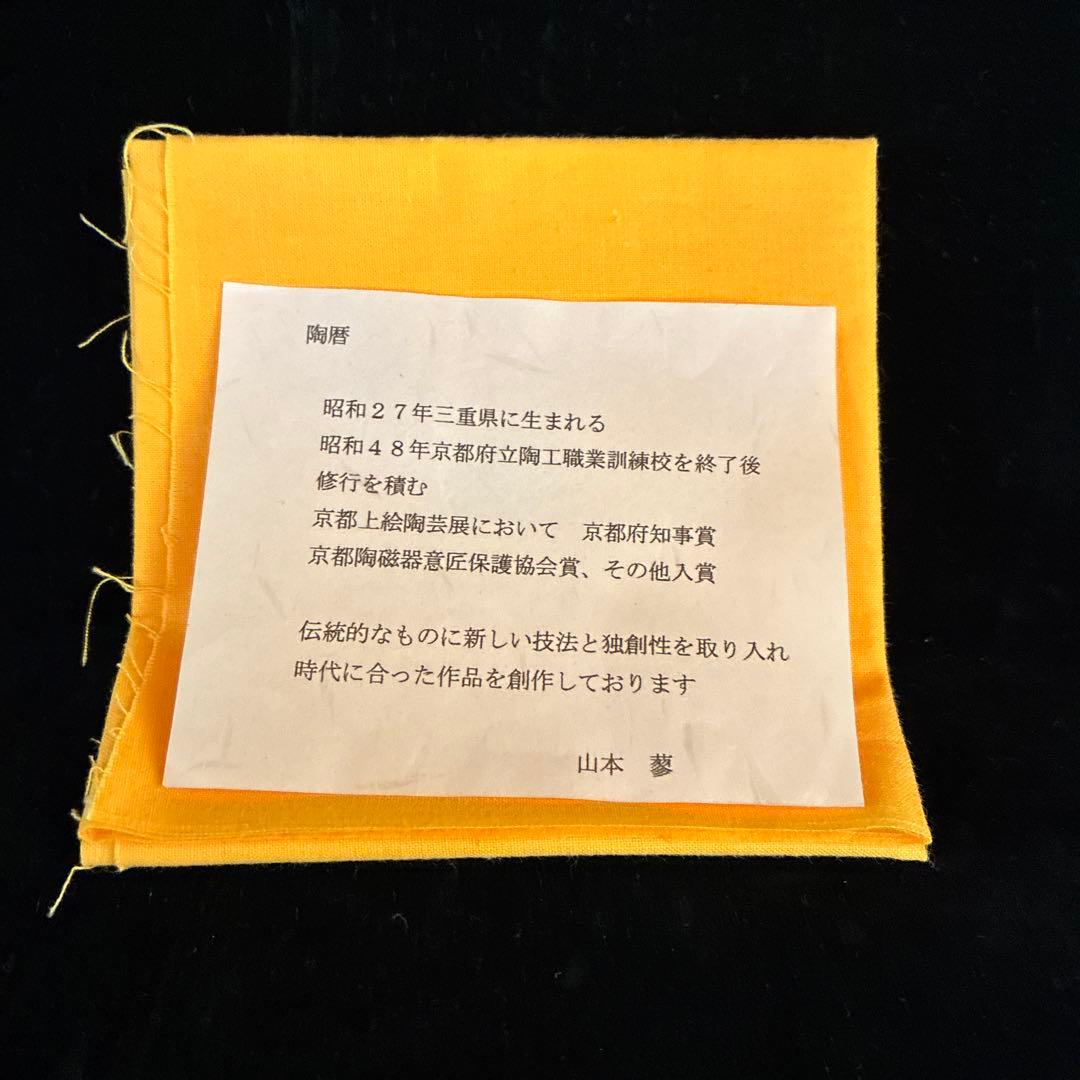 陶暦
昭和２７年三重県に生まれる
昭和４８年京都府立陶工職業訓練校を終了後
修行を積む
京都上絵陶芸展において　京都府知事賞
京都陶磁器意匠保護協会賞、その他入賞
伝統的なものに新しい技法と独創性を取り入れ
時代に合った作品を創作しております
山本　蓼